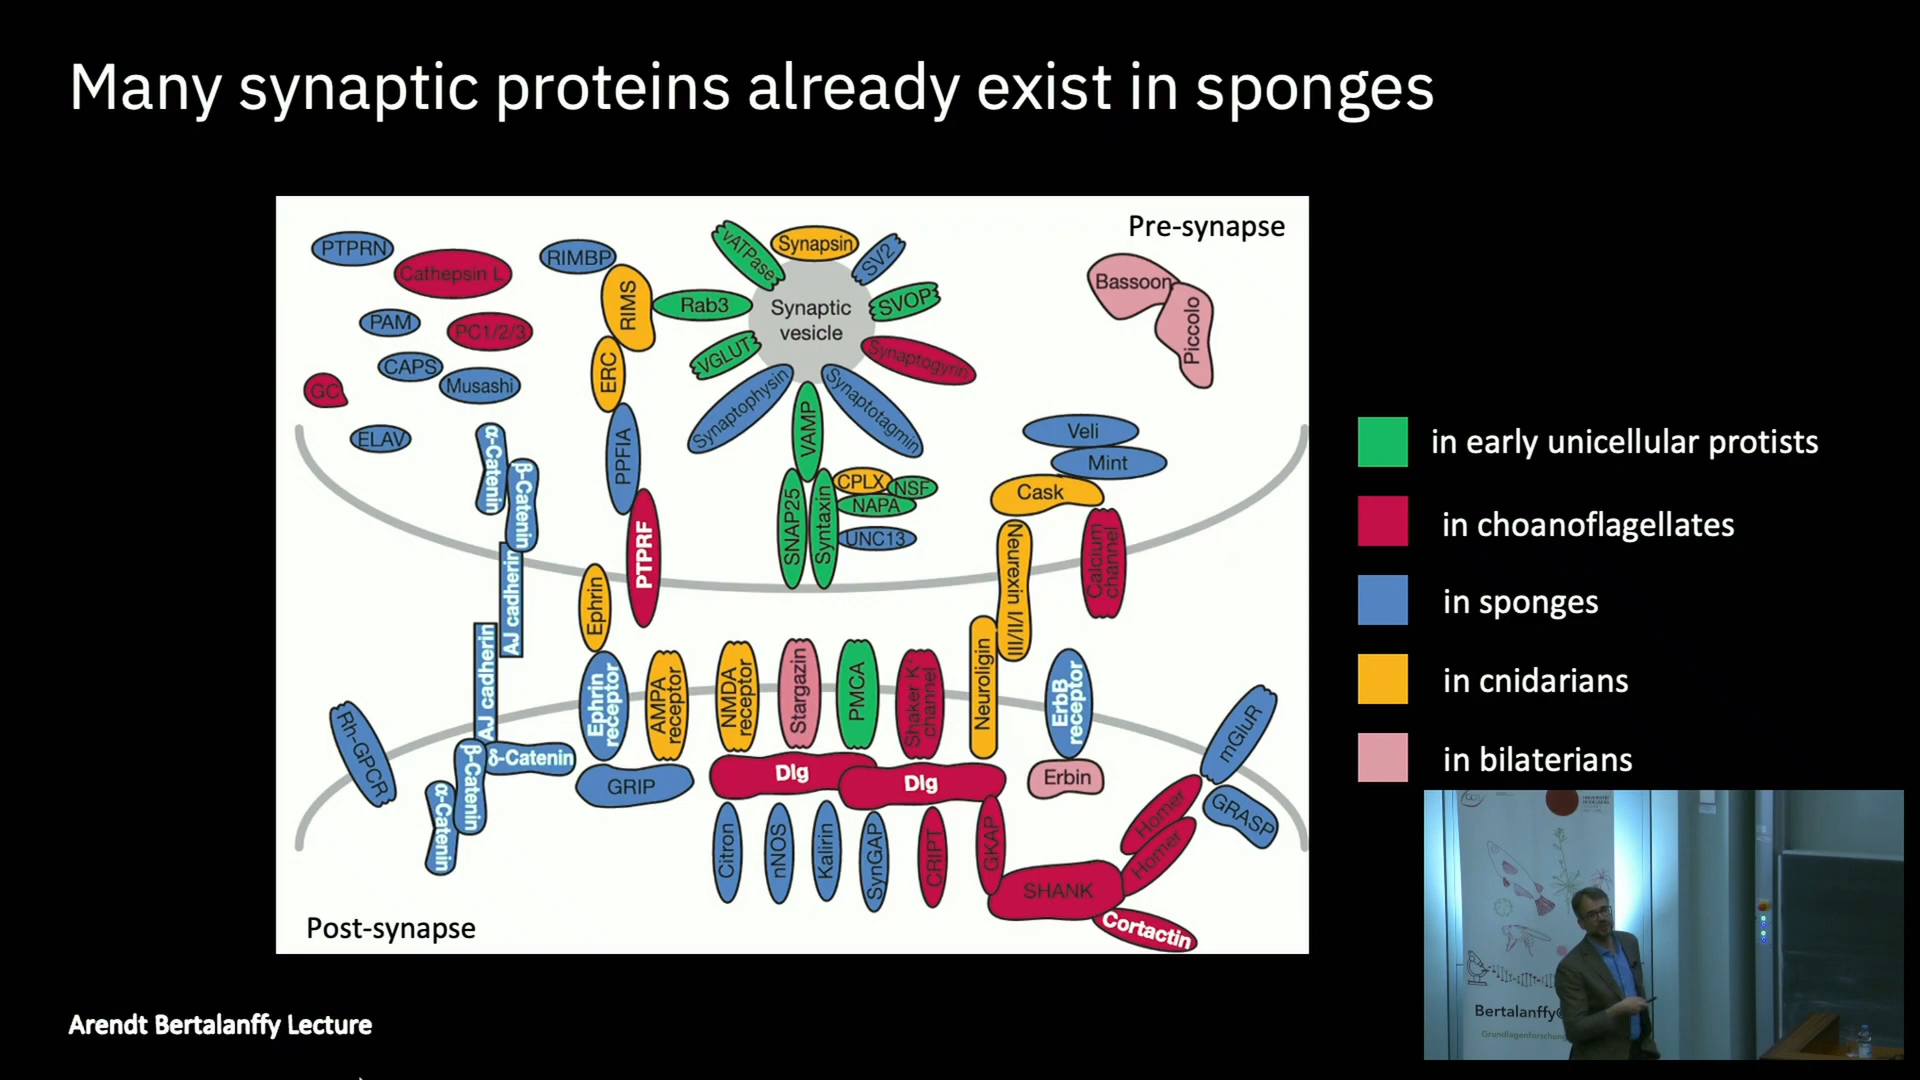 Many synaptic proteins already exist in sponges
Pre-synapse
PTPRN
Cathepsin L
RIMBP
vATPase
Synapsin
SV2
Bassoon
Piccolo
PAM
PC1/2/3
RIMS
Rab3
Synaptic
vesicle
SVOP
CAPS
Musashi
ERC
VGLUT
Synaptogyrin
GC
ELAV
PPFIA
Synaptophysin
VAMP
Synaptotagmin
Veli
Mint
α-Catenin
β-Catenin
SNAP25
Syntaxin
CPLX
NSF
NAPA
UNC13
Cask
PTPRF
Neurexin I/II/III
Calcium
channel
AJ cadherin
Ephrin
AJ cadherin
Ephrin
receptor
AMPA
receptor
NMDA
receptor
Stargazin
PMCA
Shaker K⁺
channel
Neuroligin
ErbB
receptor
Rh-GPCR
mGluR
β-Catenin
δ-Catenin
α-Catenin
GRIP
Dlg
Dlg
Erbin
GRASP
Citron
nNOS
Kalirin
SynGAP
CRIPT
GKAP
Homer
Homer
SHANK
Cortactin
Post-synapse
in early unicellular protists
in choanoflagellates
in sponges
in cnidarians
in bilaterians
Arendt Bertalanffy Lecture
Bertalanffy
Grundlagenforschung